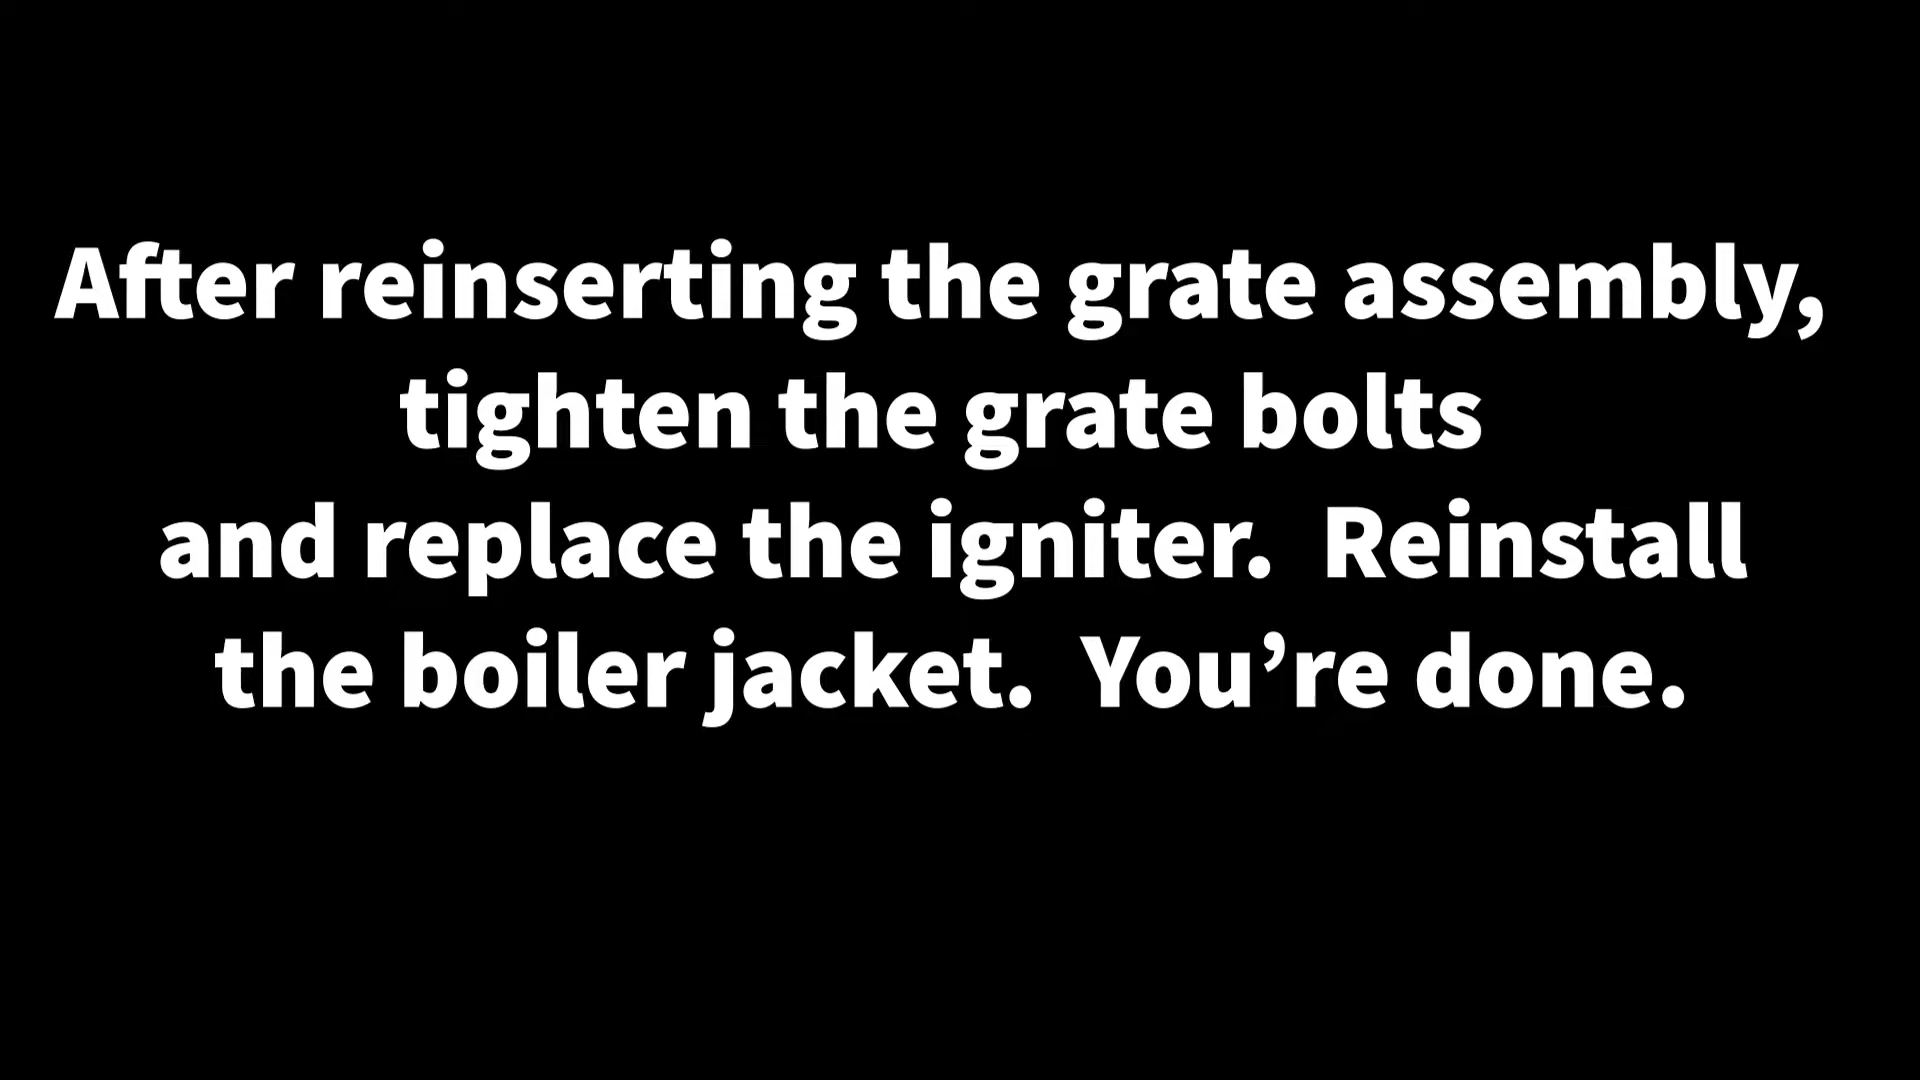 After reinserting the grate assembly,
tighten the grate bolts
and replace the igniter.  Reinstall
the boiler jacket.  You’re done.